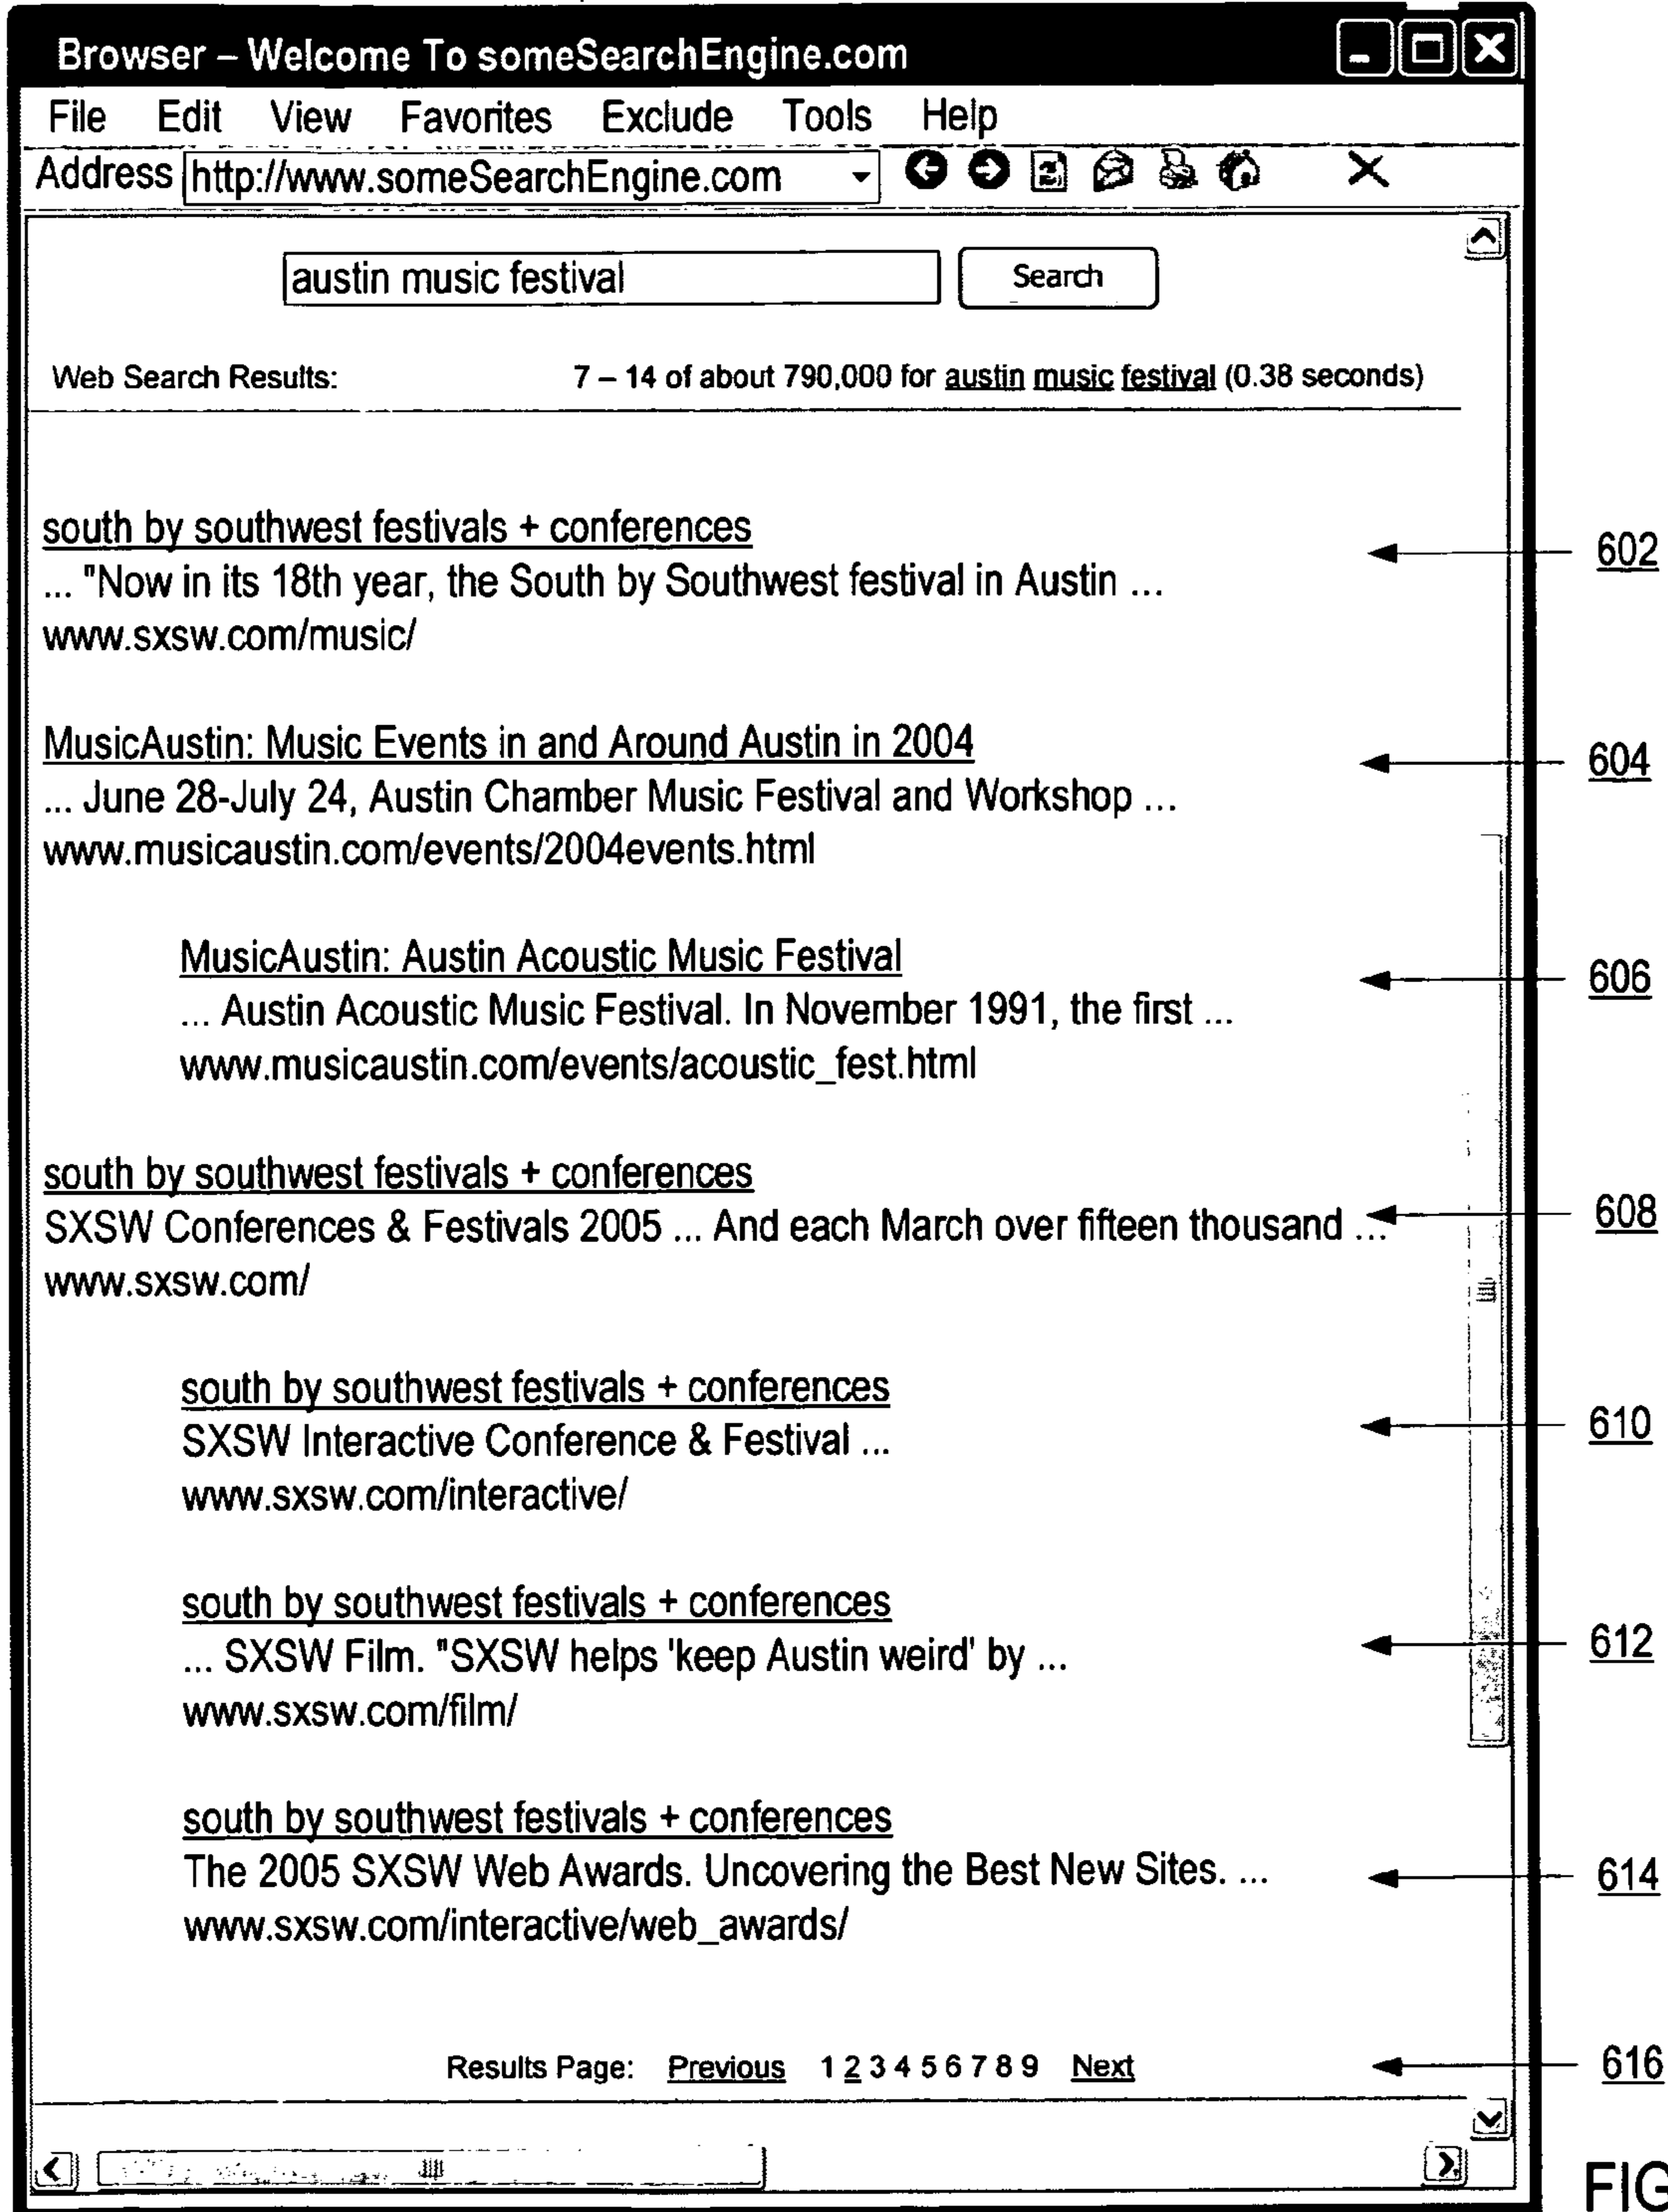 Browser – Welcome To someSearchEngine.com
File Edit View Favorites Exclude Tools Help
Address http://www.someSearchEngine.com
austin music festival Search
Web Search Results: 7 – 14 of about 790,000 for austin music festival (0.38 seconds)
south by southwest festivals + conferences
602
... "Now in its 18th year, the South by Southwest festival in Austin ...
www.sxsw.com/music/
MusicAustin: Music Events in and Around Austin in 2004
604
... June 28-July 24, Austin Chamber Music Festival and Workshop ...
www.musicaustin.com/events/2004events.html
MusicAustin: Austin Acoustic Music Festival
606
... Austin Acoustic Music Festival. In November 1991, the first ...
www.musicaustin.com/events/acoustic_fest.html
south by southwest festivals + conferences
SXSW Conferences & Festivals 2005 ... And each March over fifteen thousand ...
608
www.sxsw.com/
south by southwest festivals + conferences
610
SXSW Interactive Conference & Festival ...
www.sxsw.com/interactive/
south by southwest festivals + conferences
612
... SXSW Film. "SXSW helps 'keep Austin weird' by ...
www.sxsw.com/film/
south by southwest festivals + conferences
The 2005 SXSW Web Awards. Uncovering the Best New Sites. ...
614
www.sxsw.com/interactive/web_awards/
Results Page: Previous 1 2 3 4 5 6 7 8 9 Next
616
FIG